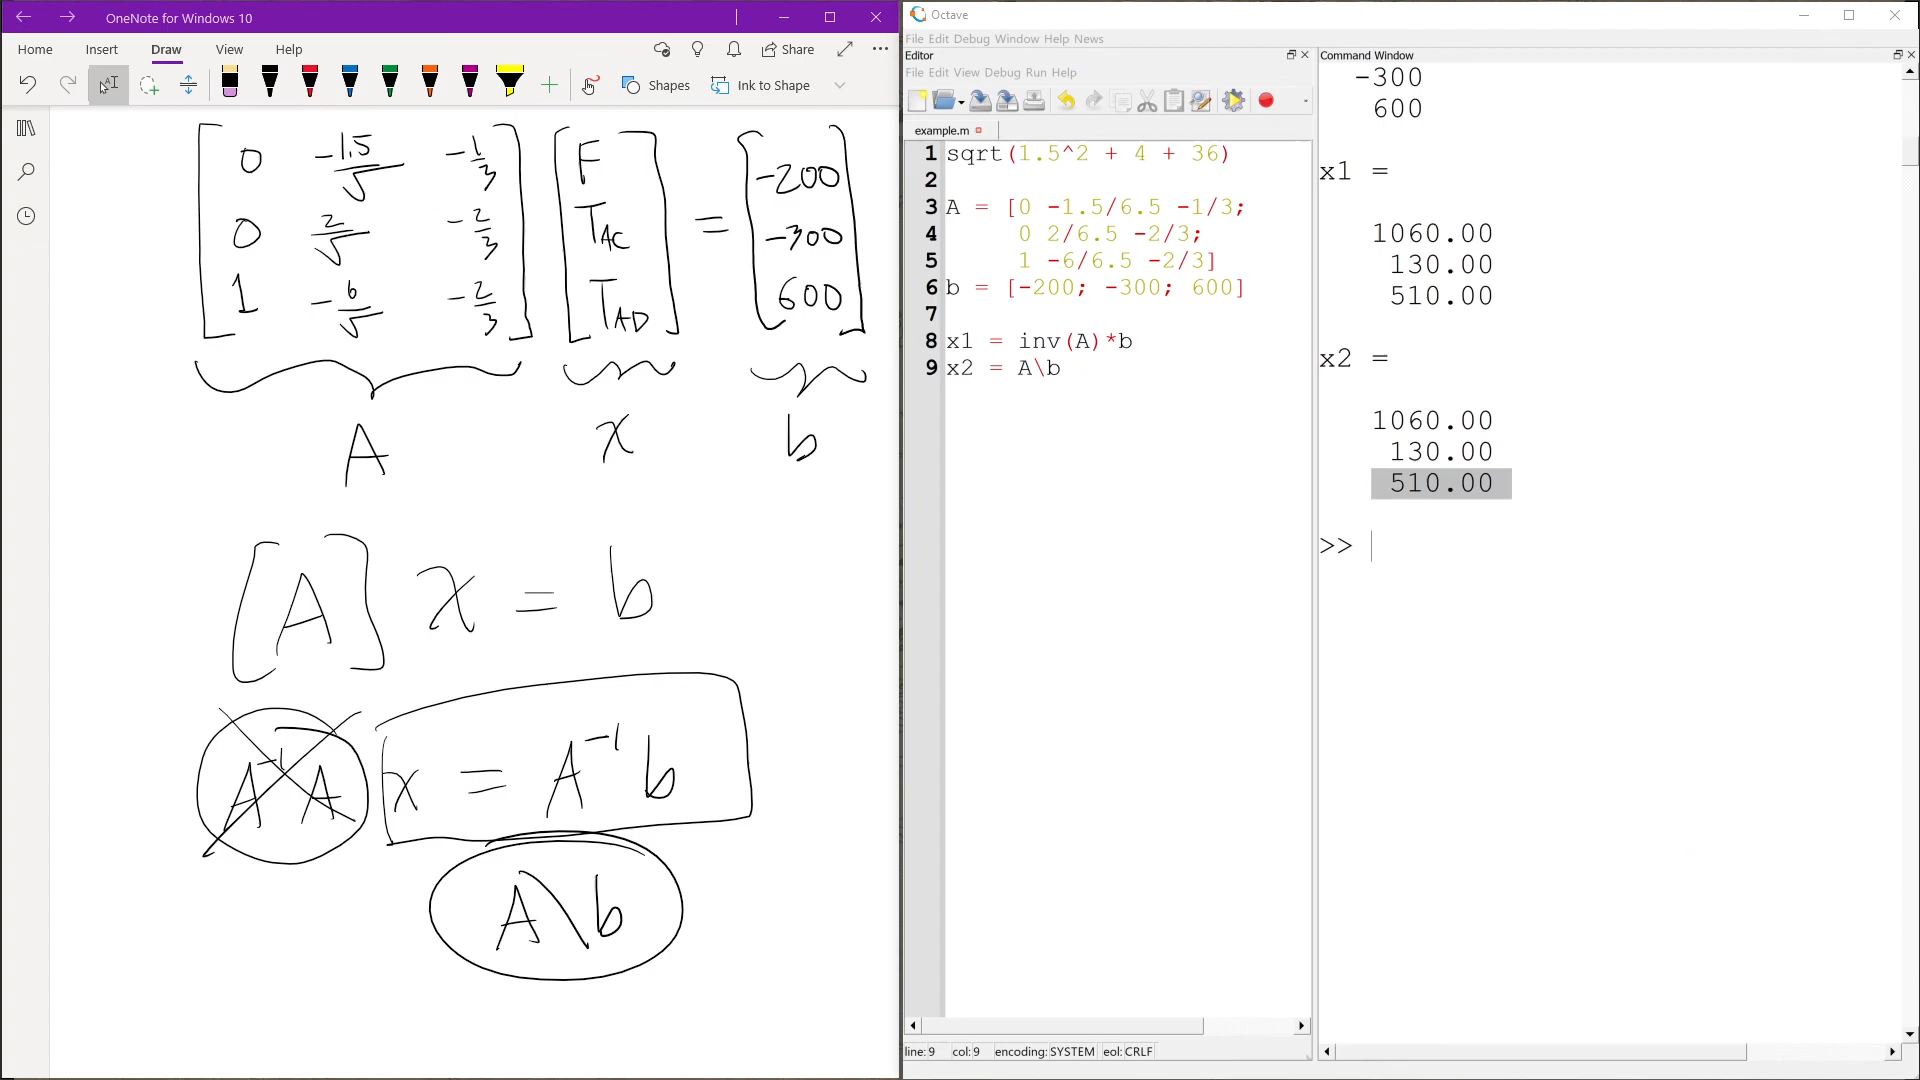 OneNote for Windows 10
Home Insert Draw View Help
Share
Shapes
Ink to Shape
0 -1.5/√ -1/3
0 2/√ -2/3
1 -6/√ -2/3
F
T_AC
T_AD
=
-200
-300
600
A x b
[A] x = b
A⁻¹ A x = A⁻¹ b
A\b
Octave
File Edit Debug Window Help News
Editor
File Edit View Debug Run Help
example.m
1 sqrt(1.5^2 + 4 + 36)
2
3 A = [0 -1.5/6.5 -1/3;
4 0 2/6.5 -2/3;
5 1 -6/6.5 -2/3]
6 b = [-200; -300; 600]
7
8 x1 = inv(A)*b
9 x2 = A\b
line: 9 col: 9 encoding: SYSTEM eol: CRLF
Command Window
-300
600
x1 =
1060.00
130.00
510.00
x2 =
1060.00
130.00
510.00
>>